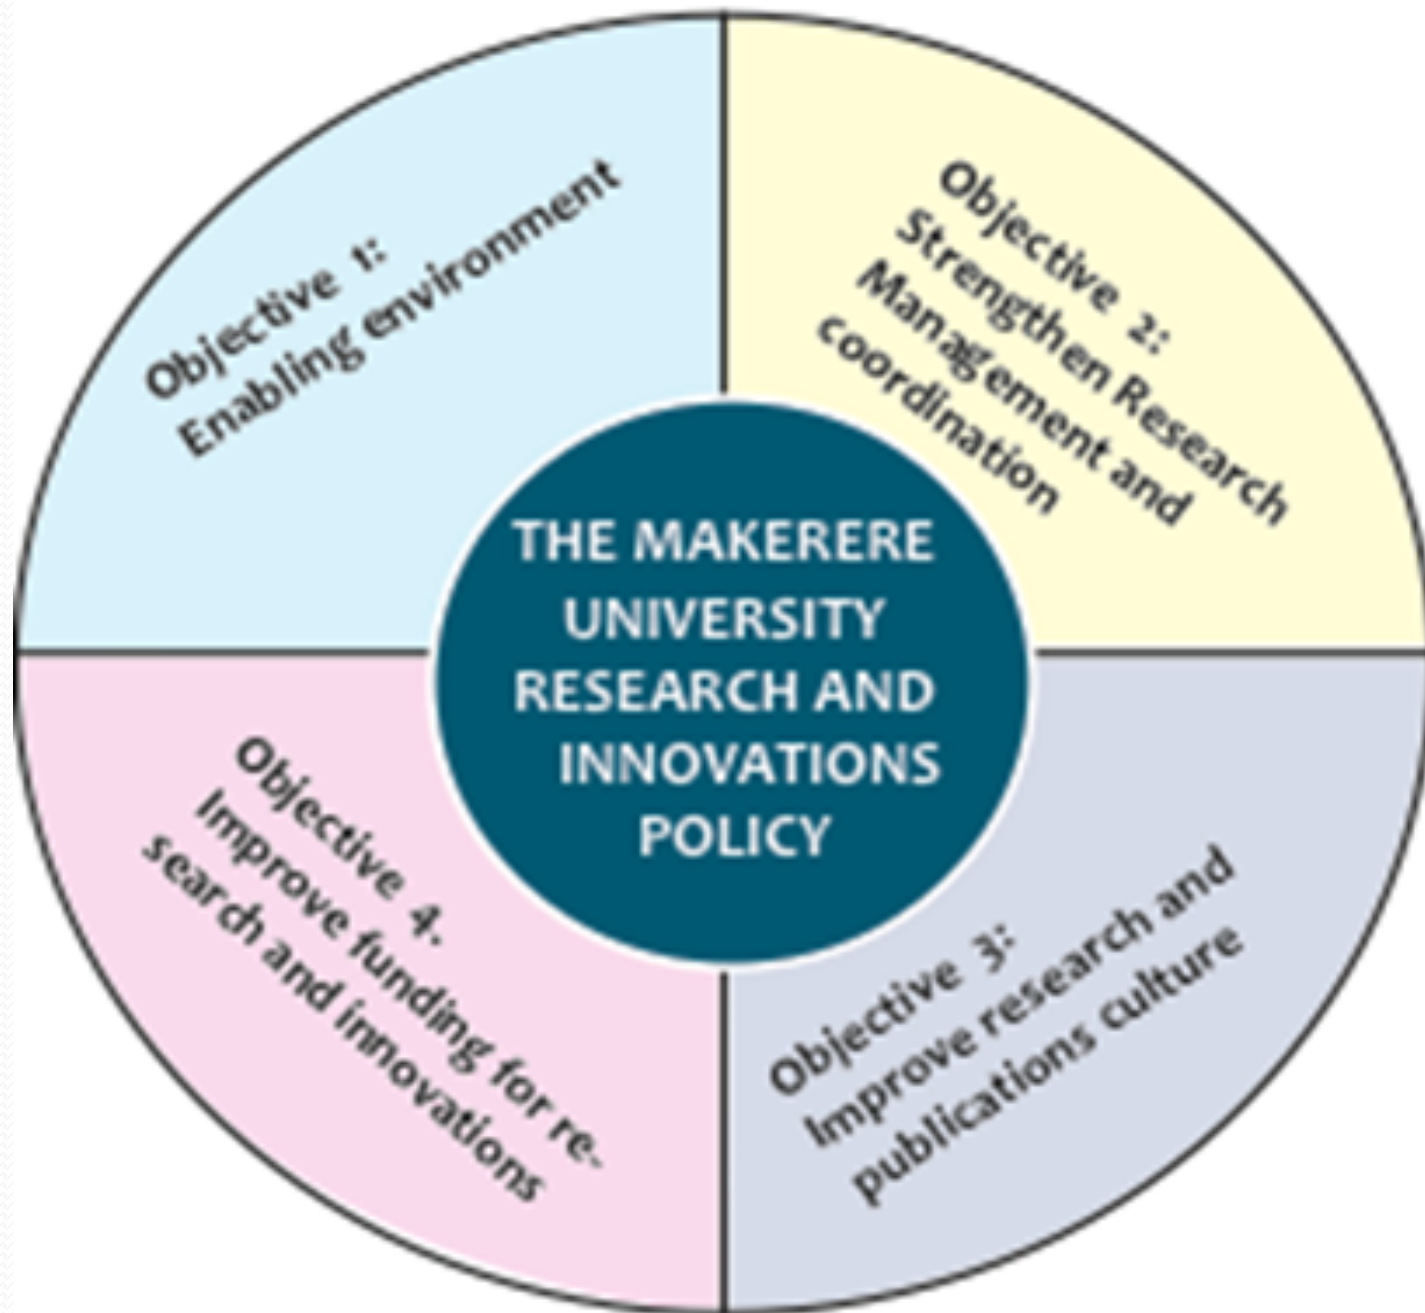 Objective 1:
Enabling environment
Objective 2:
Strengthen Research
Management and
coordination
THE MAKERERE
UNIVERSITY
RESEARCH AND
INNOVATIONS
POLICY
Objective 3:
Improve research and
publications culture
Objective 4.
Improve funding for re-
search and innovations